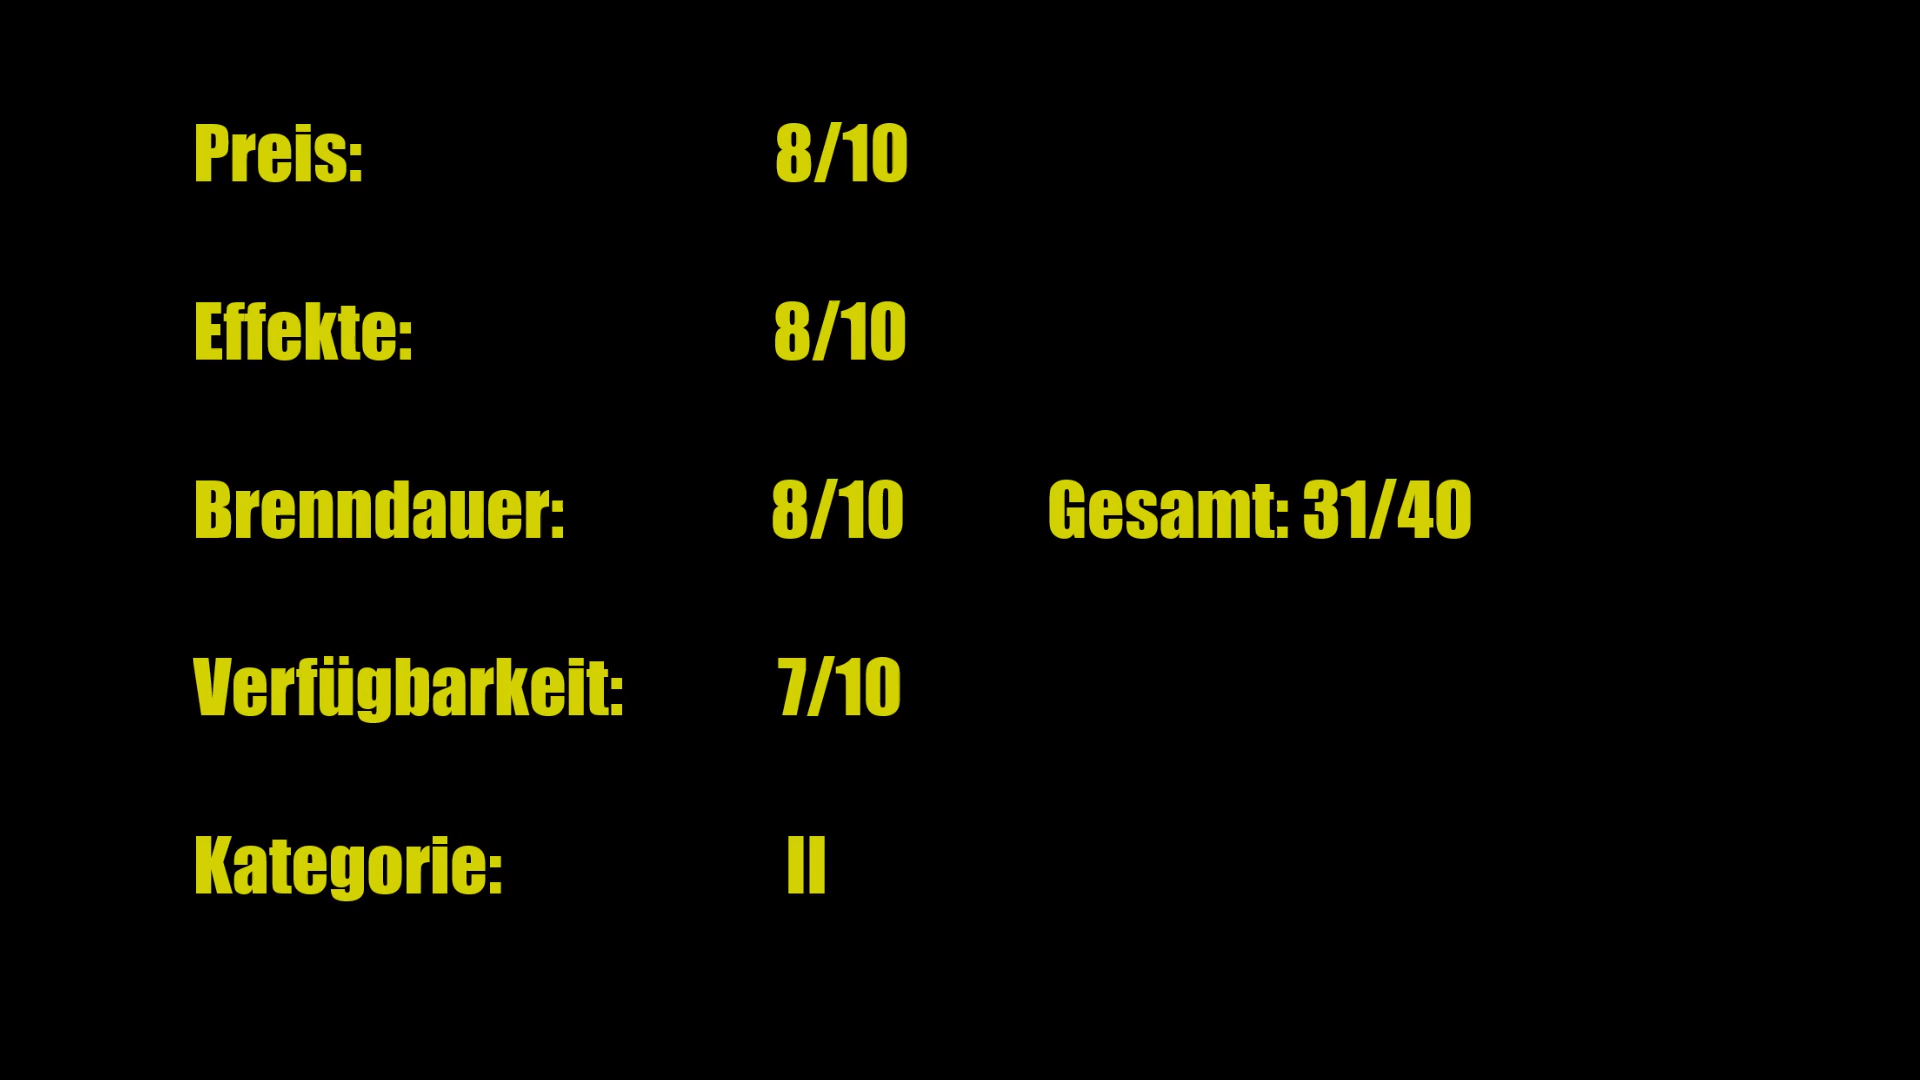 Preis: 8/10
Effekte: 8/10
Brenndauer: 8/10 Gesamt: 31/40
Verfügbarkeit: 7/10
Kategorie: II